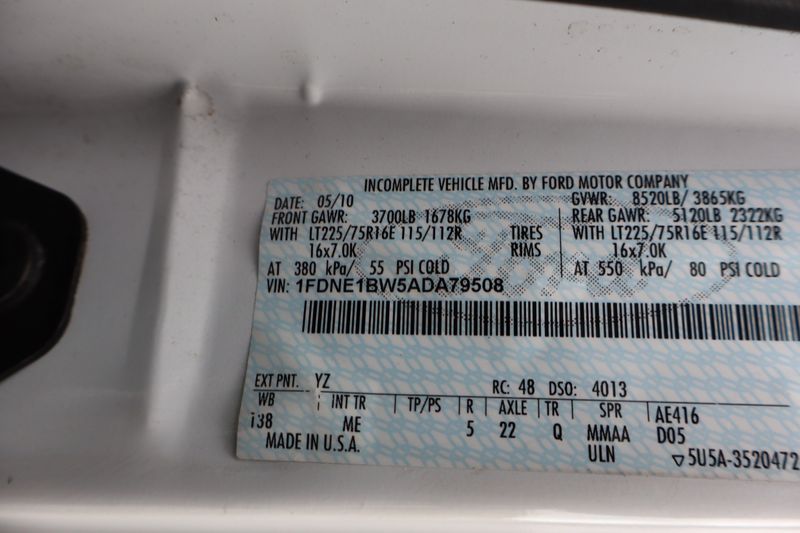 INCOMPLETE VEHICLE MFD. BY FORD MOTOR COMPANY
DATE: 05/10 GVWR: 8520LB/ 3865KG
FRONT GAWR: 3700LB 1678KG REAR GAWR: 5120LB 2322KG
WITH LT225/75R16E 115/112R TIRES WITH LT225/75R16E 115/112R
16x7.0K RIMS 16x7.0K
AT 380 kPa/ 55 PSI COLD AT 550 kPa/ 80 PSI COLD
VIN: 1FDNE1BW5ADA79508
EXT PNT: YZ RC: 48 DSO: 4013
WB INT TR TP/PS R AXLE TR SPR AE416
138 ME 5 22 Q MMAA D05
MADE IN U.S.A. ULN ▽5U5A-3520472